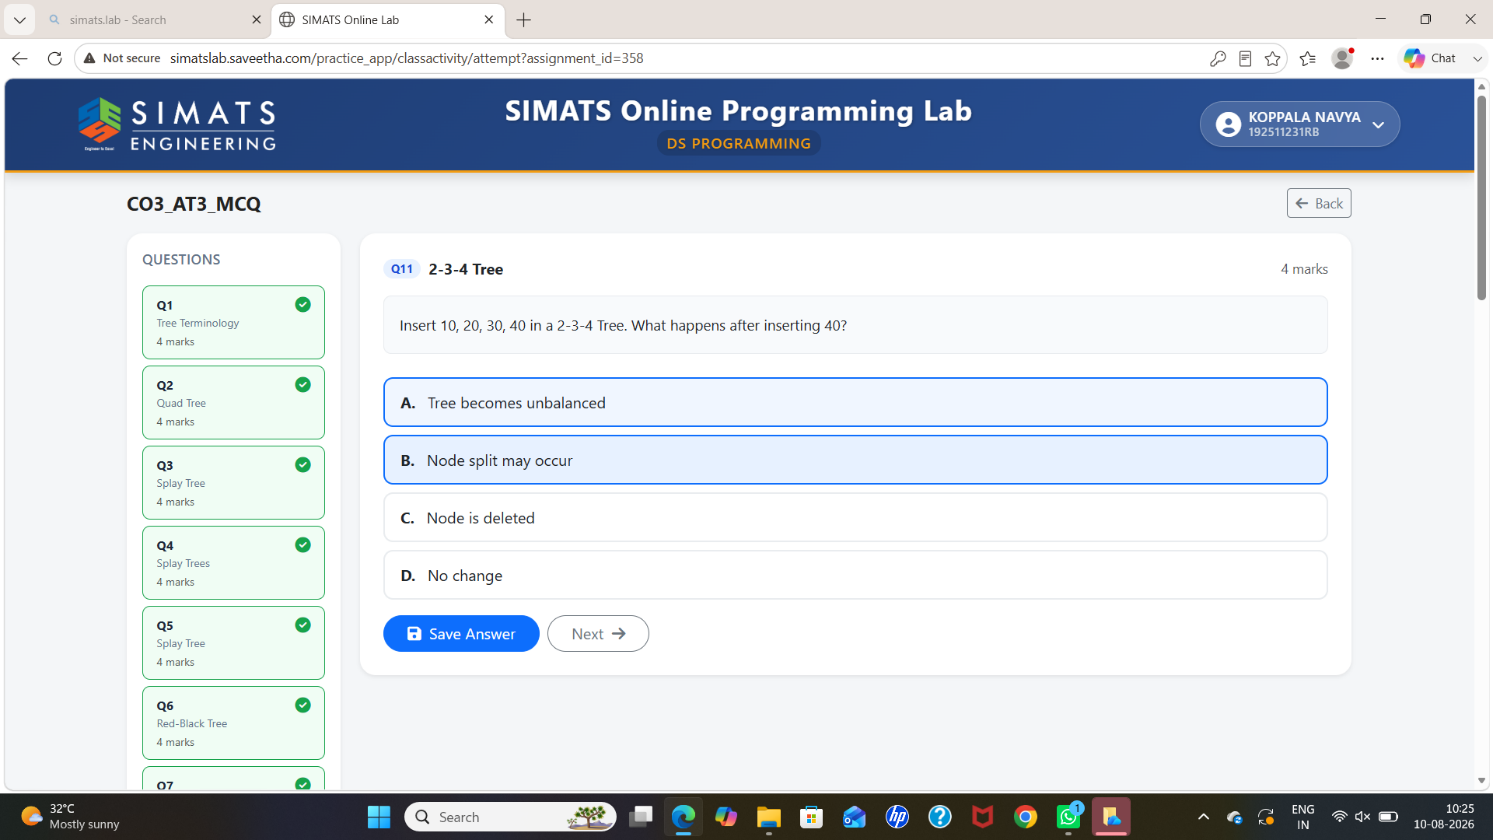 simats.lab - Search
SIMATS Online Lab
Not secure
simatslab.saveetha.com/practice_app/classactivity/attempt?assignment_id=358
Chat
SIMATS
ENGINEERING
Engineer to Excel
SIMATS Online Programming Lab
DS PROGRAMMING
KOPPALA NAVYA
192511231RB
CO3_AT3_MCQ
Back
QUESTIONS
Q1
Tree Terminology
4 marks
Q2
Quad Tree
4 marks
Q3
Splay Tree
4 marks
Q4
Splay Trees
4 marks
Q5
Splay Tree
4 marks
Q6
Red-Black Tree
4 marks
Q7
Q11 2-3-4 Tree
4 marks
Insert 10, 20, 30, 40 in a 2-3-4 Tree. What happens after inserting 40?
A. Tree becomes unbalanced
B. Node split may occur
C. Node is deleted
D. No change
Save Answer
Next
32°C
Mostly sunny
Search
hp
1
ENG
IN
10:25
10-08-2026